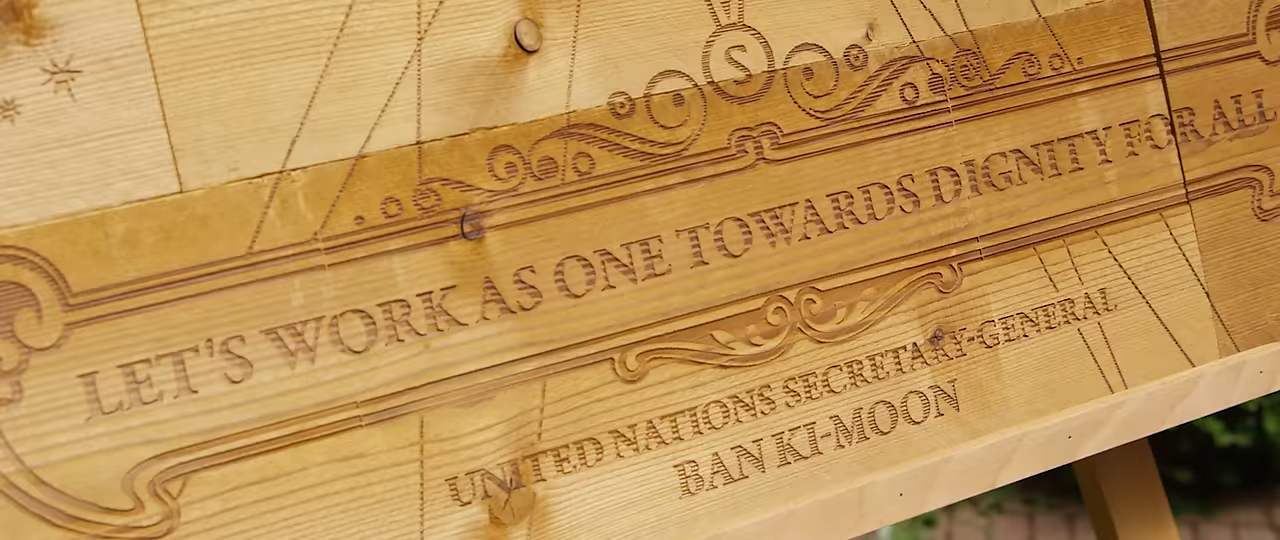 S
LET'S WORK AS ONE TOWARDS DIGNITY FOR ALL
UNITED NATIONS SECRETARY-GENERAL
BAN KI-MOON